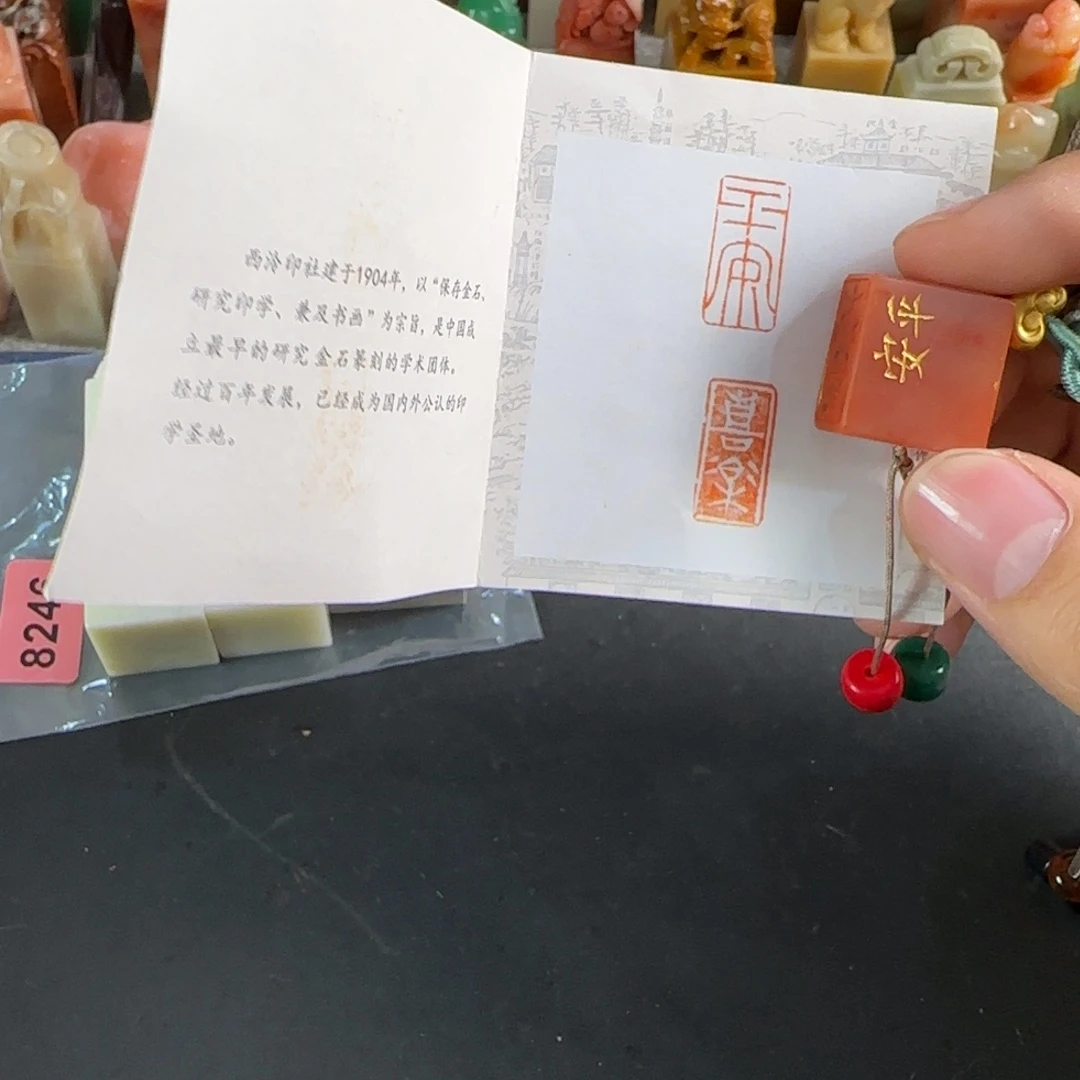 西泠印社建于1904年，以“保存金石、
研究印学、兼及书画”为宗旨，是中国成
立最早的研究金石篆刻的学术团体。
经过百年发展，已经成为国内外公认的印
学圣地。
平安
喜樂
8246